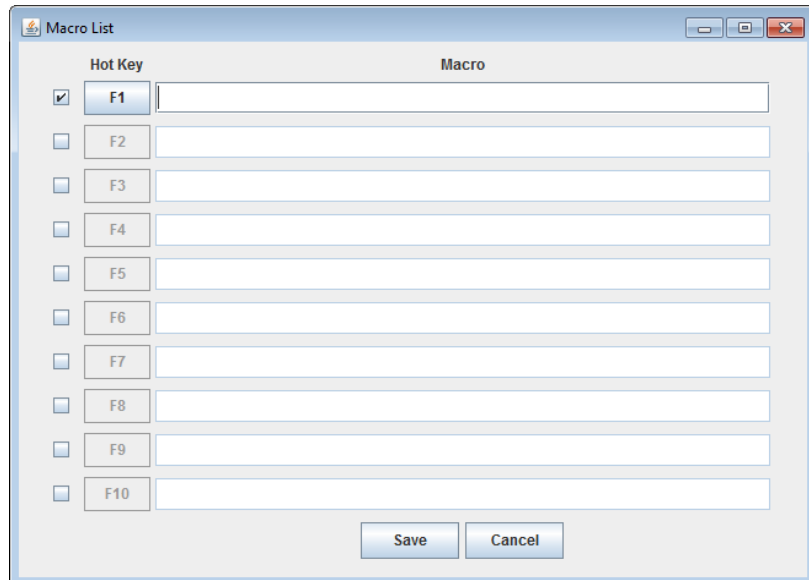 Macro List
Hot Key Macro
F1
F2
F3
F4
F5
F6
F7
F8
F9
F10
Save Cancel